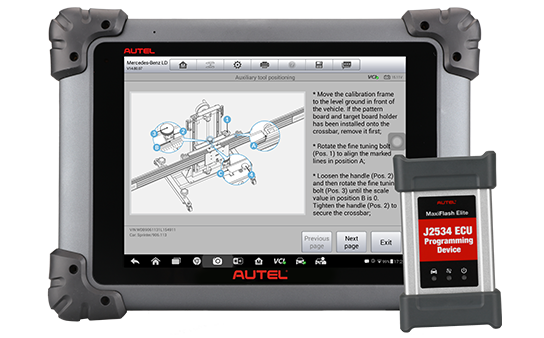 AUTEL
Mercedes-Benz LD
VCI
Auxiliary tool positioning
* Move the calibration frame
to the level ground in front of
the vehicle. If the pattern
board and target board holder
has been installed onto the
crossbar, remove it first;
* Rotate the fine tuning bolt
(Pos. 1) to align the marked
lines in position A;
* Loosen the handle (Pos. 2)
and then rotate the fine tuning
bolt (Pos. 3) until the scale
value in position B is 0.
Tighten the handle (Pos. 2) to
secure the crossbar;
1
2
3
A
B
C
Previous
page
Next
page
Exit
VCI
AUTEL
AUTEL
MaxiFlash Elite
J2534 ECU
Programming
Device